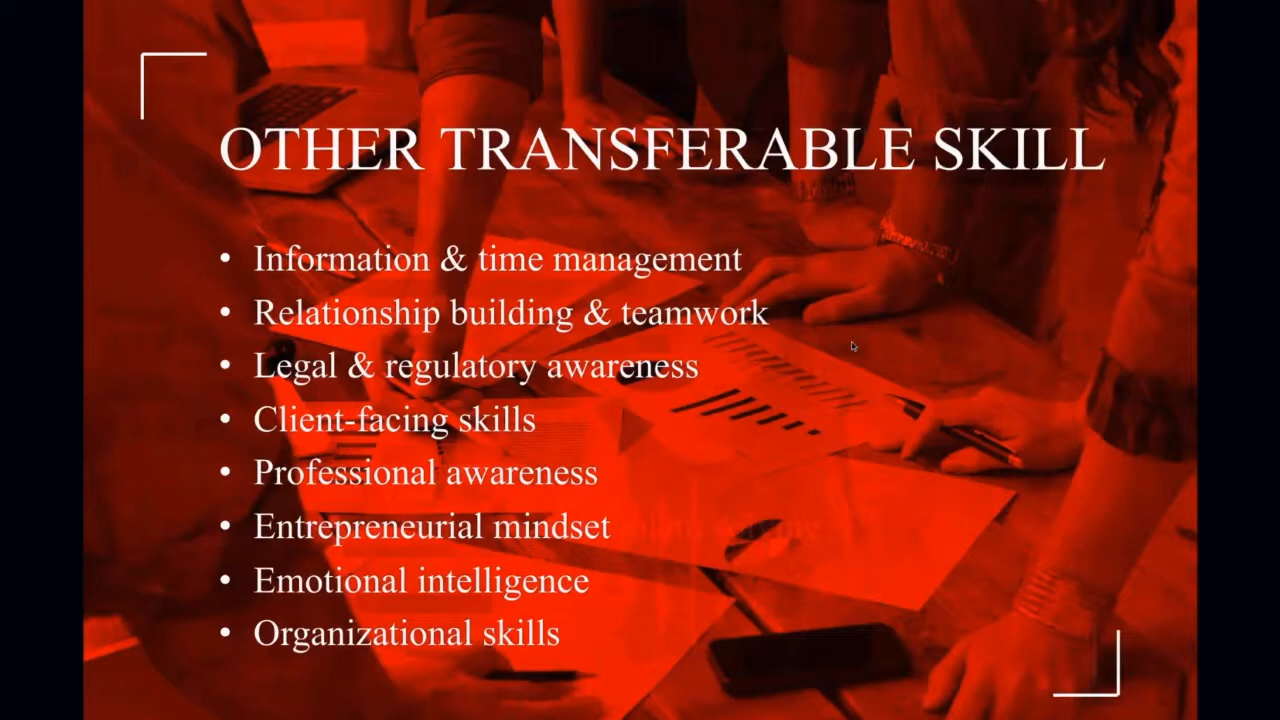 OTHER TRANSFERABLE SKILL
• Information & time management
• Relationship building & teamwork
• Legal & regulatory awareness
• Client-facing skills
• Professional awareness
• Entrepreneurial mindset
• Emotional intelligence
• Organizational skills